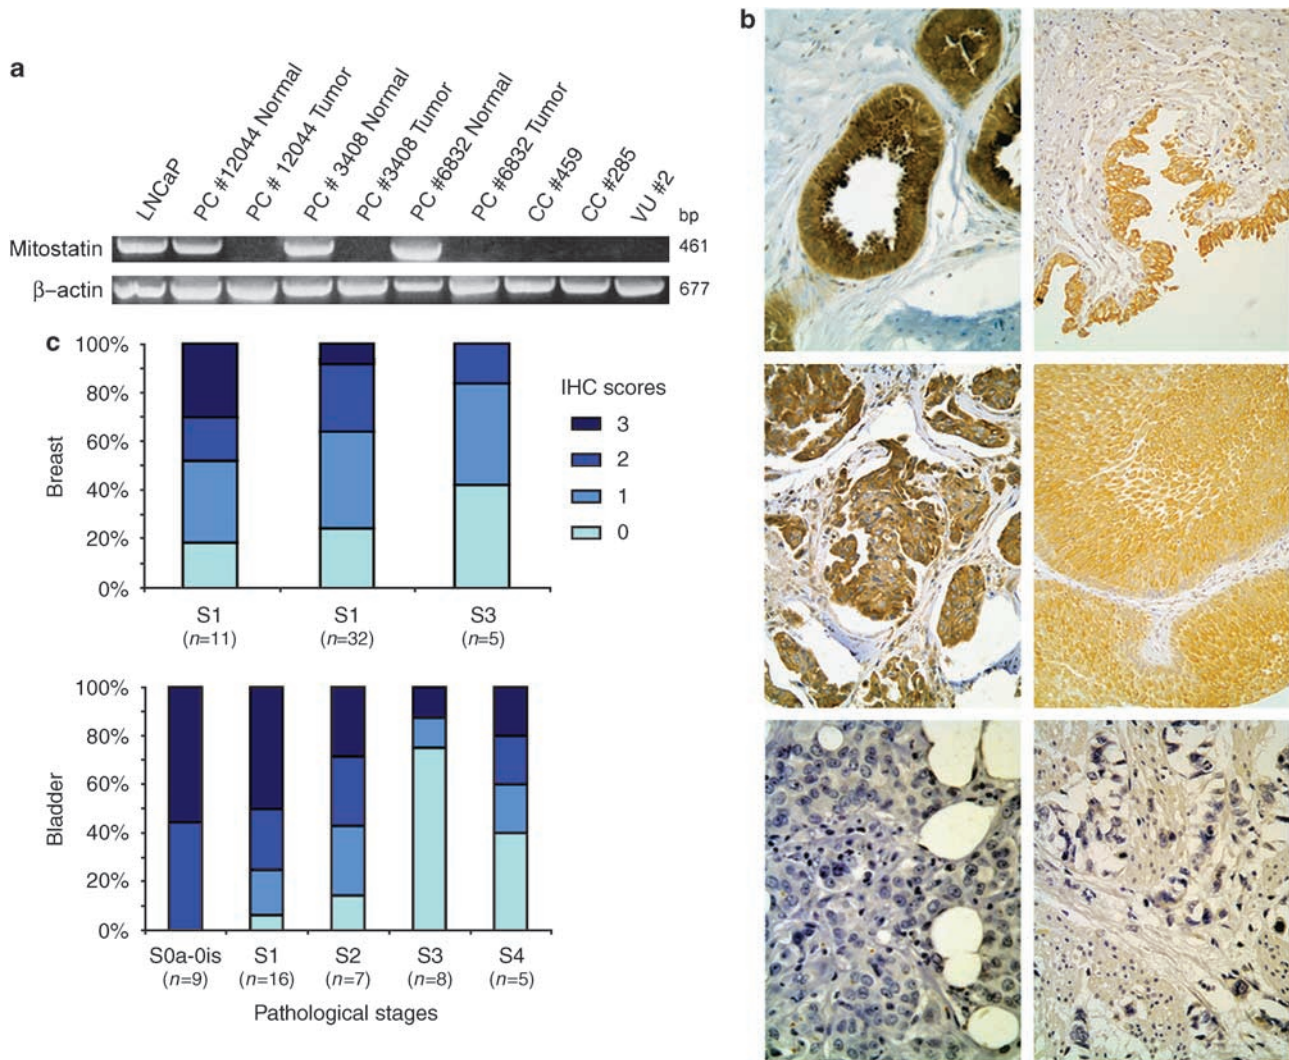 a
LNCaP
PC #12044 Normal
PC # 12044 Tumor
PC # 3408 Normal
PC #3408 Tumor
PC #6832 Normal
PC #6832 Tumor
CC #459
CC #285
VU #2
bp
Mitostatin
461
β–actin
677
b
c
100%
80%
60%
40%
20%
0%
Breast
S1
(n=11)
S1
(n=32)
S3
(n=5)
IHC scores
3
2
1
0
100%
80%
60%
40%
20%
0%
Bladder
S0a-0is
(n=9)
S1
(n=16)
S2
(n=7)
S3
(n=8)
S4
(n=5)
Pathological stages